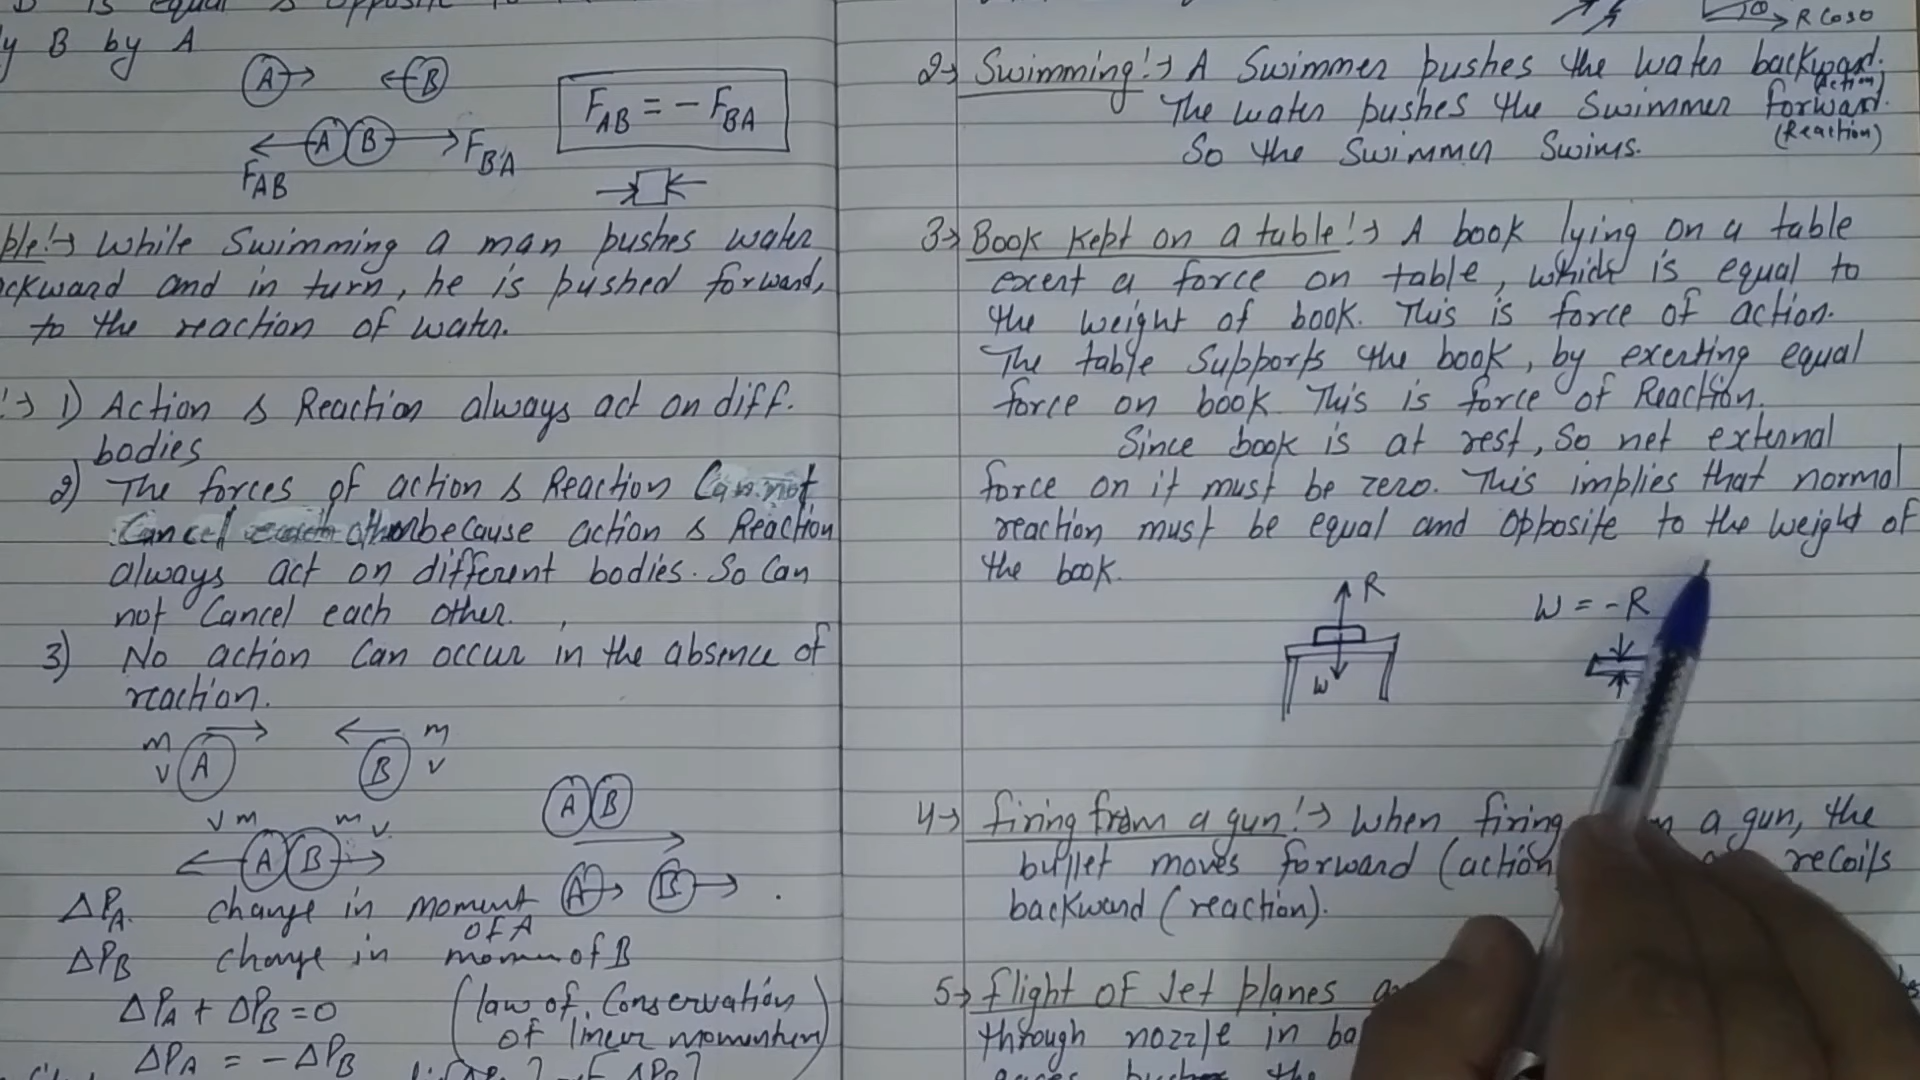 is equal & opposite to
y B by A
A B
F_AB = - F_BA
A B
F_AB F_BA
ple:→ While Swimming a man pushes water
ckward and in turn, he is pushed forward,
to the reaction of water.
:→ 1) Action & Reaction always act on diff.
bodies
2) The forces of action & Reaction Can not
Cancel each other because action & Reaction
always act on different bodies. So Can
not Cancel each other.
3) No action Can occur in the absence of
reaction.
m m
v A B v
A B
v m m v
A B
A B
ΔP_A change in moment
of A
ΔP_B change in momen of B
ΔP_A + ΔP_B = 0 (law of Conservation
of linear momentum)
ΔP_A = - ΔP_B
θ R Cosθ
2→ Swimming:→ A Swimmer pushes the water backward.
(Action)
The water pushes the Swimmer forward.
(Reaction)
So the Swimmer Swims.
3→ Book Kept on a table:→ A book lying on a table
exert a force on table, which is equal to
the weight of book. This is force of action.
The table Supports the book, by exerting equal
force on book. This is force of Reaction.
Since book is at rest, So net external
force on it must be zero. This implies that normal
reaction must be equal and opposite to the weight of
the book.
R
W = -R
W
4→ firing from a gun:→ When firing a gun, the
bullet moves forward (action recoils
backward (reaction).
5→ flight of Jet planes
through nozzle in ba
the